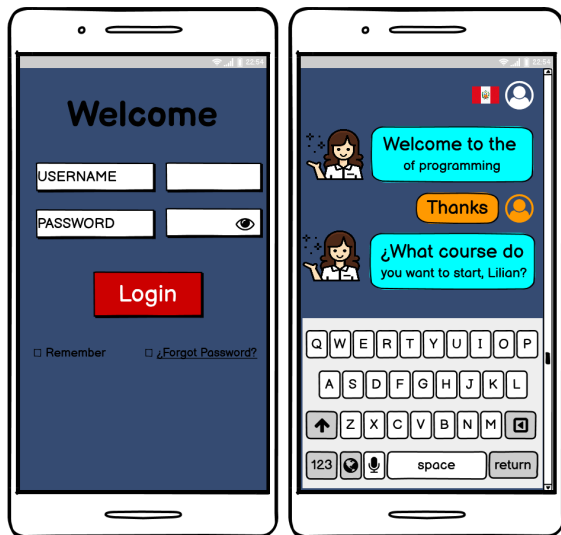 22:54
Welcome
USERNAME
PASSWORD
Login
Remember
¿Forgot Password?
22:54
Welcome to the
of programming
Thanks
¿What course do
you want to start, Lilian?
Q W E R T Y U I O P
A S D F G H J K L
Z X C V B N M
123 space return